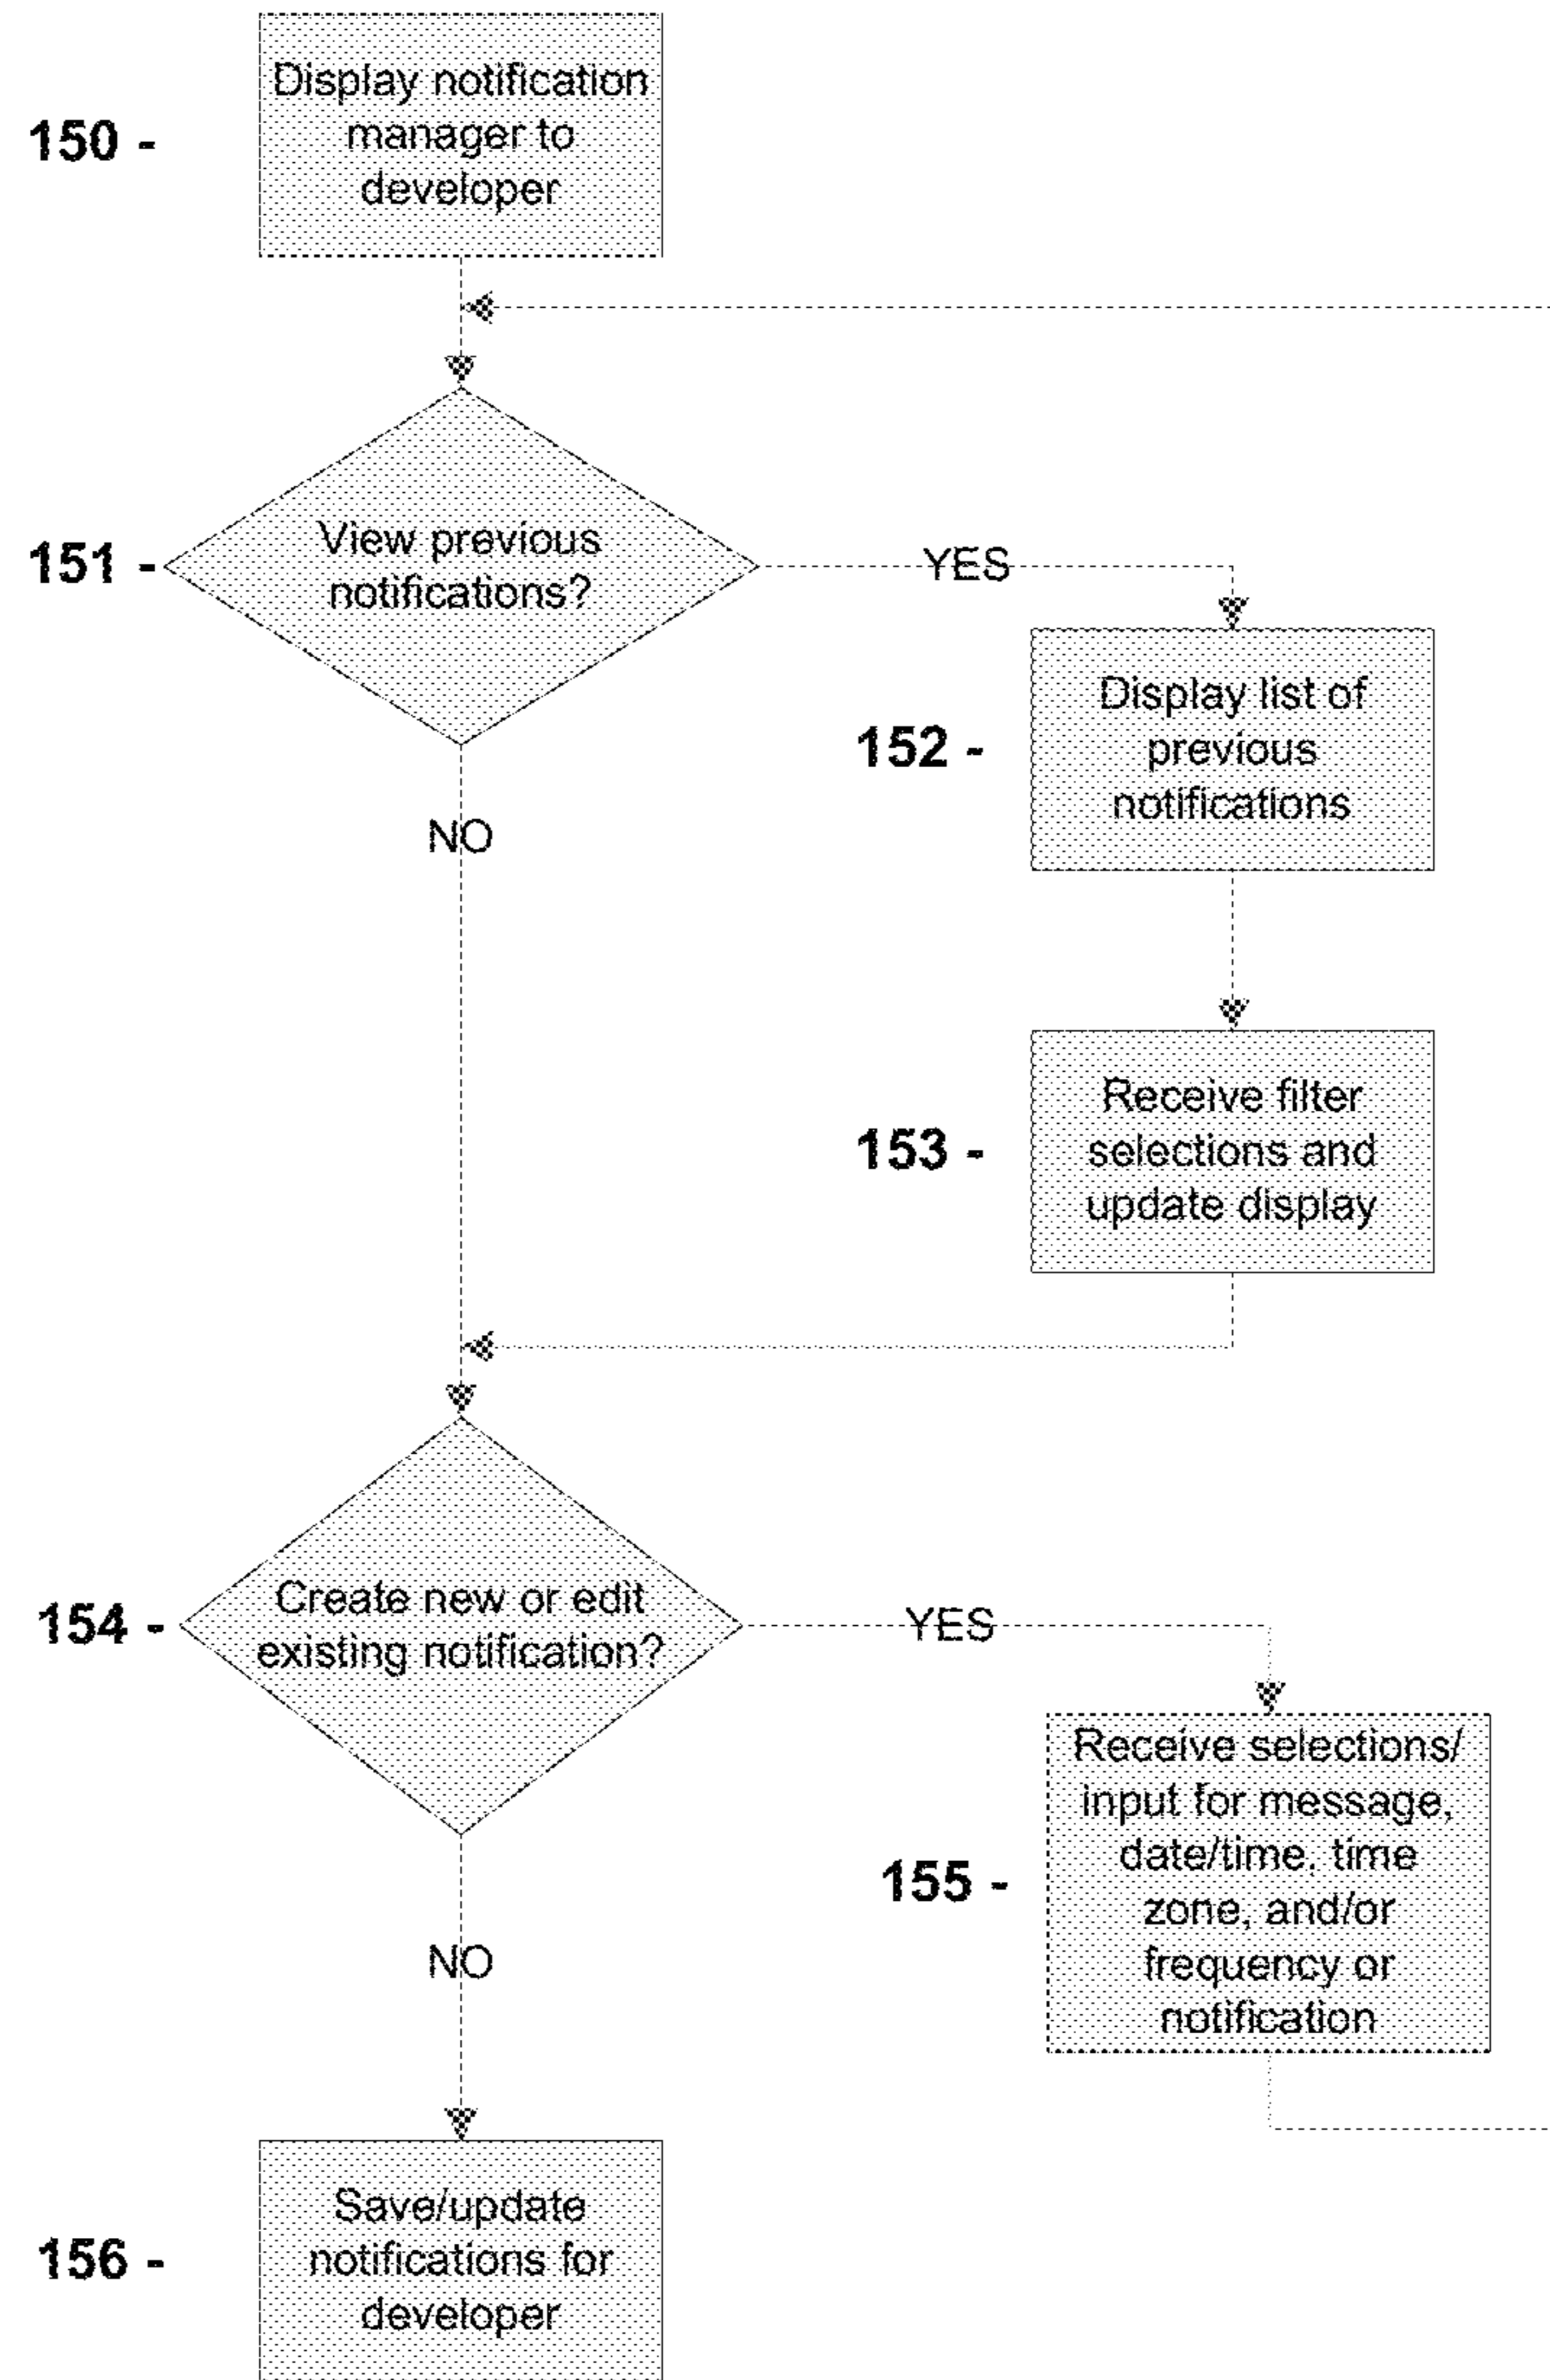 Display notification
manager to
developer
150 -
View previous
notifications?
151 -
YES
Display list of
previous
notifications
152 -
NO
Receive filter
selections and
update display
153 -
Create new or edit
existing notification?
154 -
YES
Receive selections/
input for message,
date/time, time
zone, and/or
frequency or
notification
155 -
NO
Save/update
notifications for
developer
156 -